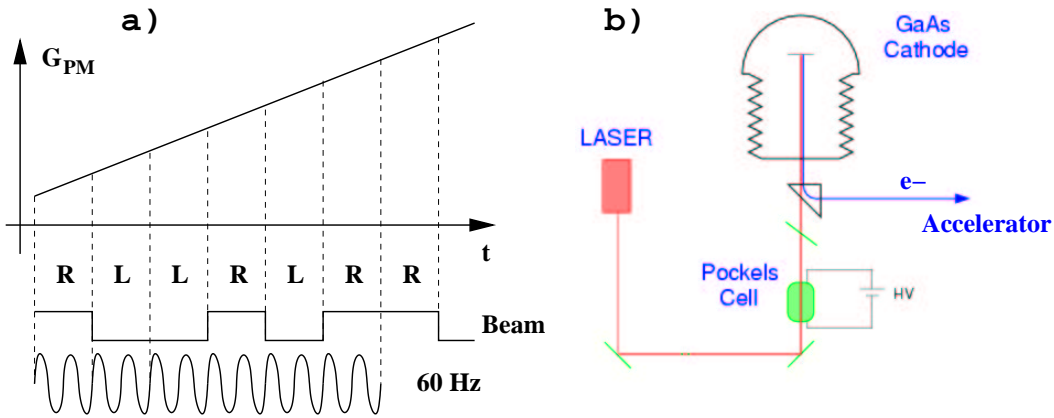 a)
G_PM
t
R L L R L R R
Beam
60 Hz
b)
GaAs
Cathode
LASER
e−
Accelerator
Pockels
Cell
HV